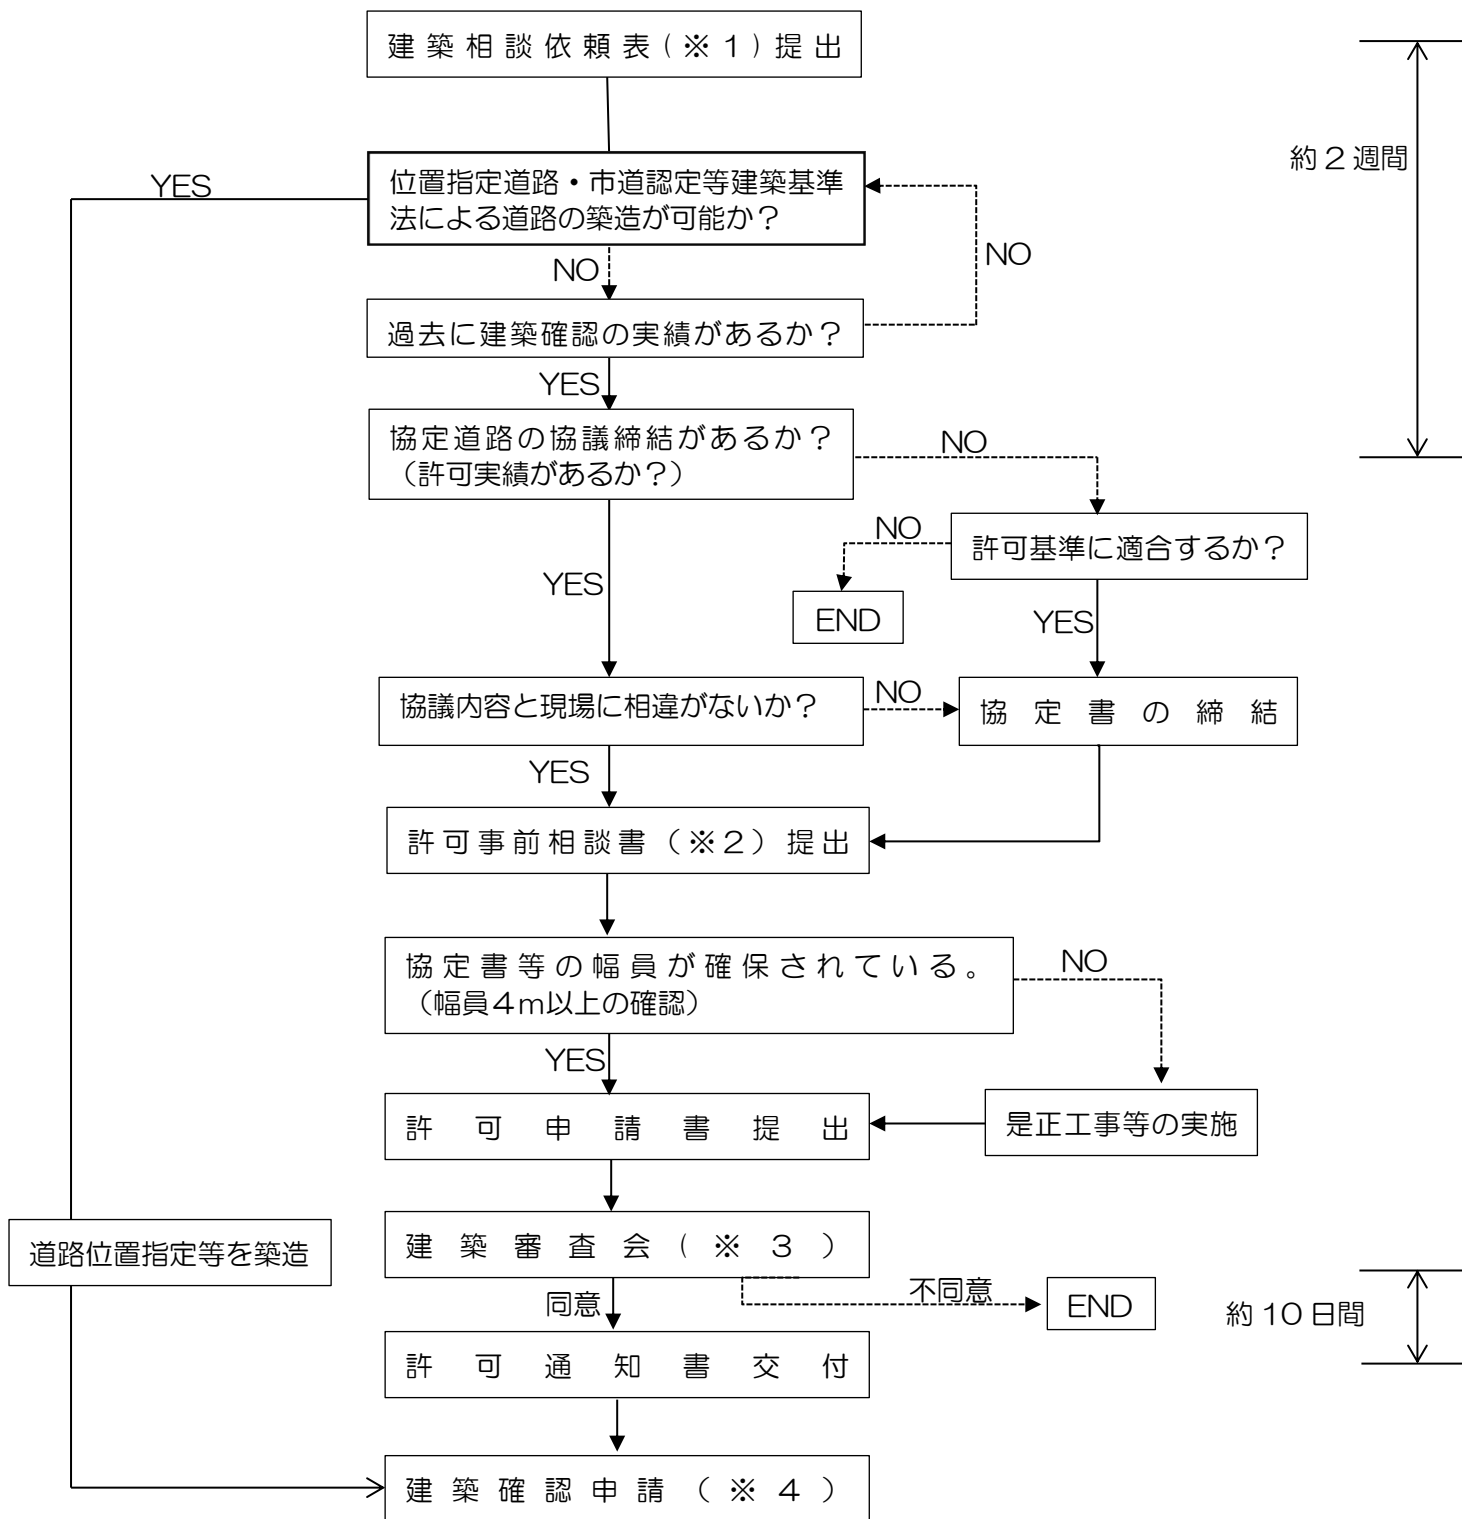 建築相談依頼表(※1)提出
約2週間
YES
位置指定道路・市道認定等建築基準
法による道路の築造が可能か？
NO
NO
過去に建築確認の実績があるか？
YES
協定道路の協議締結があるか？
（許可実績があるか？）
NO
NO
許可基準に適合するか？
YES
END
YES
協議内容と現場に相違がないか？
NO
協定書の締結
YES
許可事前相談書（※2）提出
協定書等の幅員が確保されている。
（幅員4m以上の確認）
NO
YES
許可申請書提出
是正工事等の実施
道路位置指定等を築造
建築審査会(※3)
同意
不同意
END
約10日間
許可通知書交付
建築確認申請（※4）